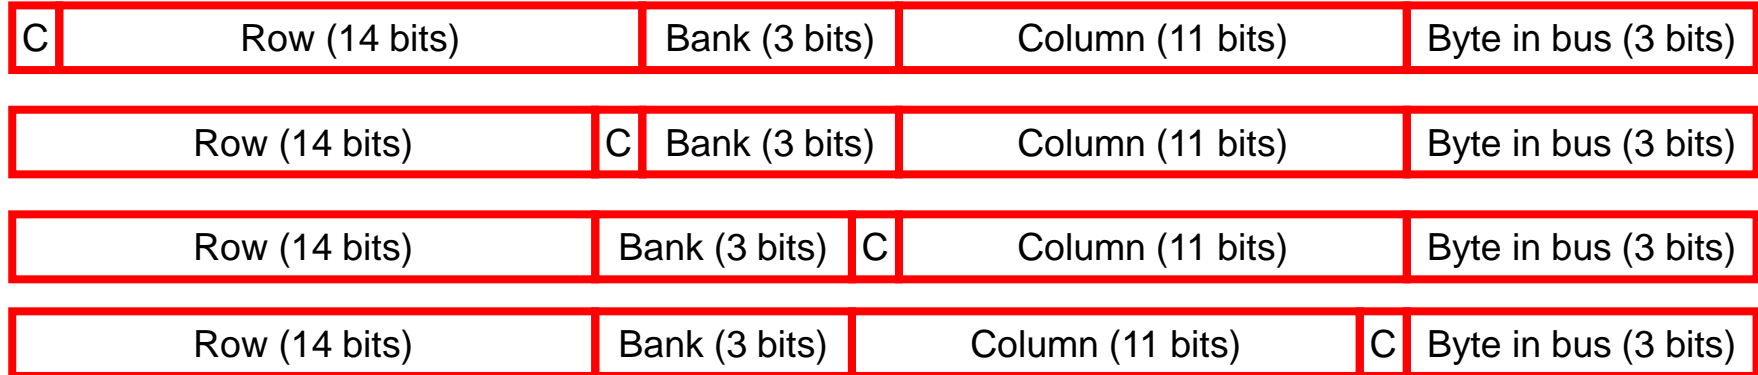 C Row (14 bits) Bank (3 bits) Column (11 bits) Byte in bus (3 bits)
Row (14 bits) C Bank (3 bits) Column (11 bits) Byte in bus (3 bits)
Row (14 bits) Bank (3 bits) C Column (11 bits) Byte in bus (3 bits)
Row (14 bits) Bank (3 bits) Column (11 bits) C Byte in bus (3 bits)